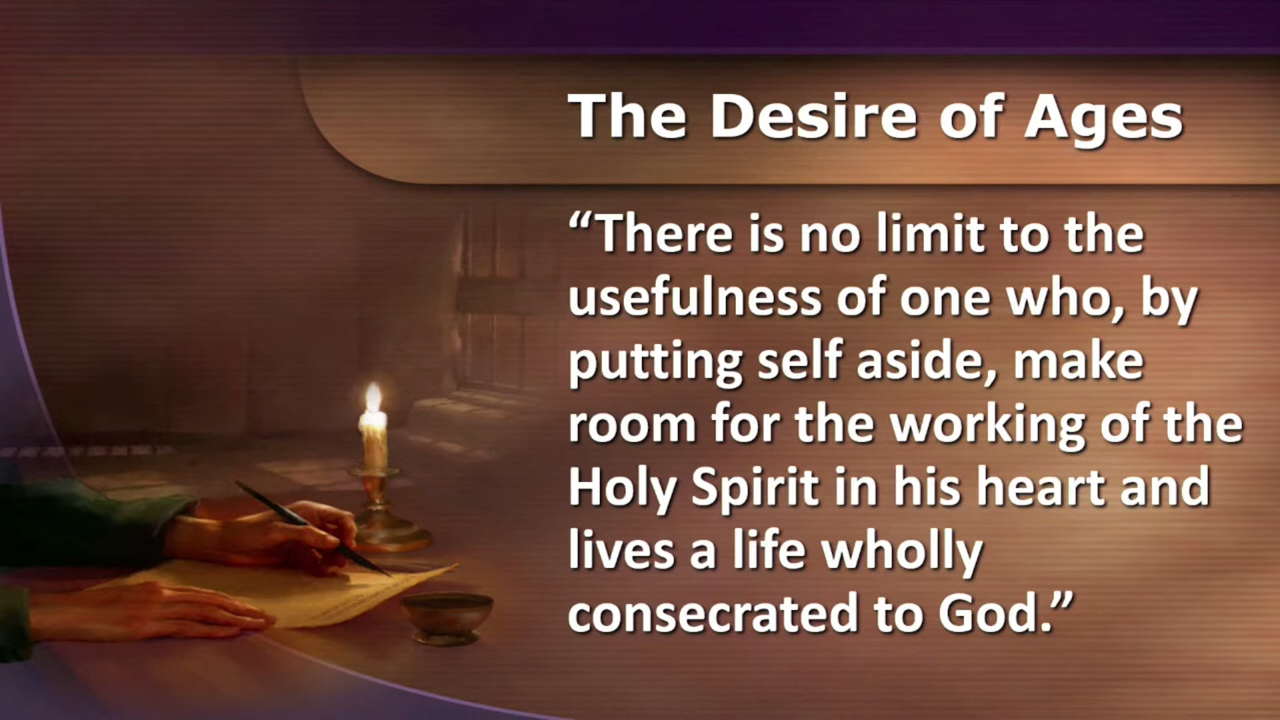 The Desire of Ages
“There is no limit to the
usefulness of one who, by
putting self aside, make
room for the working of the
Holy Spirit in his heart and
lives a life wholly
consecrated to God.”